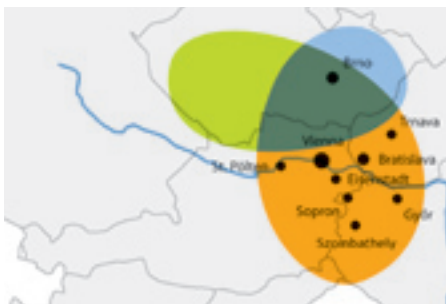 Brno
Trnava
Vienna
St. Pölten
Bratislava
Eisenstadt
Sopron
Győr
Szombathely